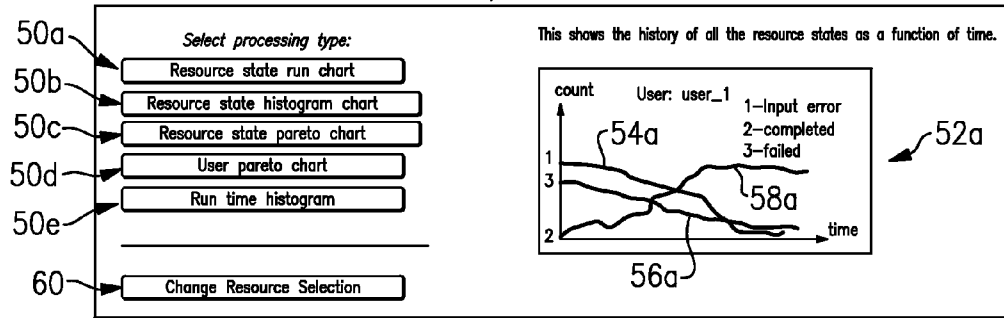 50a
50b
50c
50d
50e
60
Select processing type:
Resource state run chart
Resource state histogram chart
Resource state pareto chart
User pareto chart
Run time histogram
Change Resource Selection
This shows the history of all the resource states as a function of time.
count
User: user_1
1-Input error
2-completed
3-failed
54a
52a
1
3
2
58a
time
56a